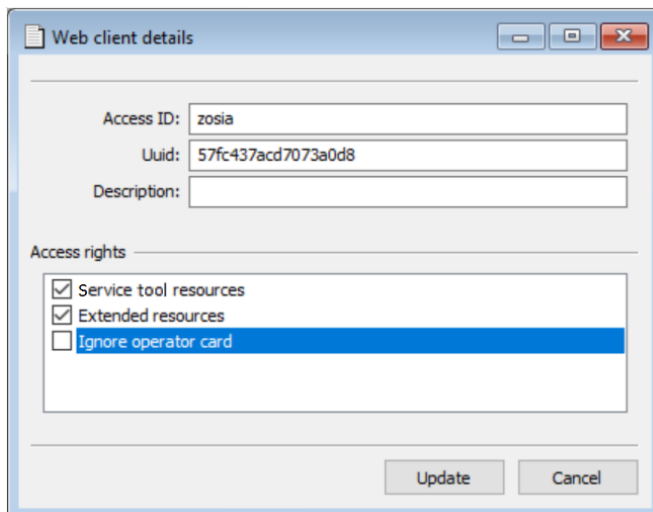 Web client details
Access ID: zosia
Uuid: 57fc437acd7073a0d8
Description:
Access rights
Service tool resources
Extended resources
Ignore operator card
Update Cancel